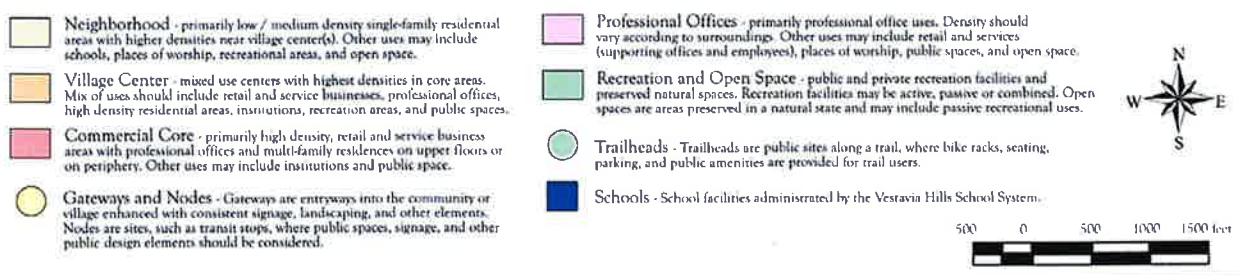 Neighborhood - primarily low / medium density single-family residential
areas with higher densities near village center(s). Other uses may include
schools, places of worship, recreational areas, and open space.
Village Center - mixed use centers with highest densities in core areas.
Mix of uses should include retail and service businesses, professional offices,
high density residential areas, institutions, recreation areas, and public spaces.
Commercial Core - primarily high density, retail and service business
areas with professional offices and multi-family residences on upper floors or
on periphery. Other uses may include institutions and public space.
Gateways and Nodes - Gateways are entryways into the community or
village enhanced with consistent signage, landscaping, and other elements.
Nodes are sites, such as transit stops, where public spaces, signage, and other
public design elements should be considered.
Professional Offices - primarily professional office uses. Density should
vary according to surroundings. Other uses may include retail and services
(supporting offices and employees), places of worship, public spaces, and open space.
Recreation and Open Space - public and private recreation facilities and
preserved natural spaces. Recreation facilities may be active, passive or combined. Open
spaces are areas preserved in a natural state and may include passive recreational uses.
Trailheads - Trailheads are public sites along a trail, where bike racks, seating,
parking, and public amenities are provided for trail users.
Schools - School facilities administrated by the Vestavia Hills School System.
N
W E
S
500 0 500 1000 1500 feet